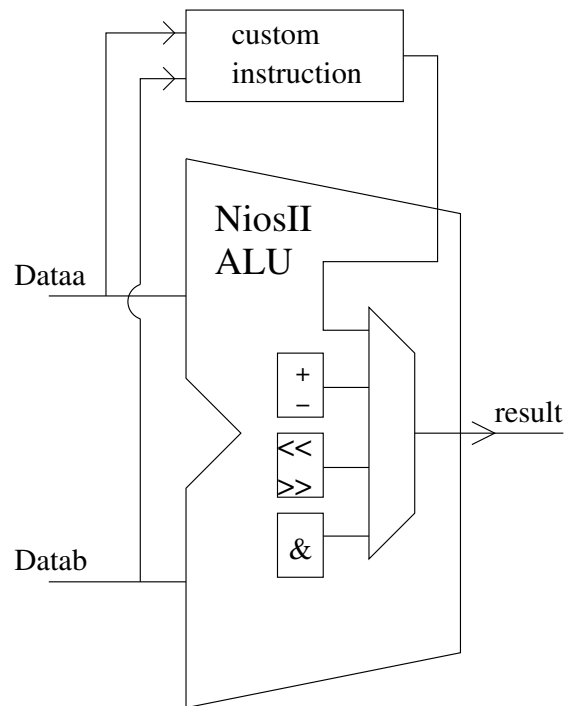 custom
instruction
NiosII
ALU
Dataa
+
−
result
<<
>>
&
Datab